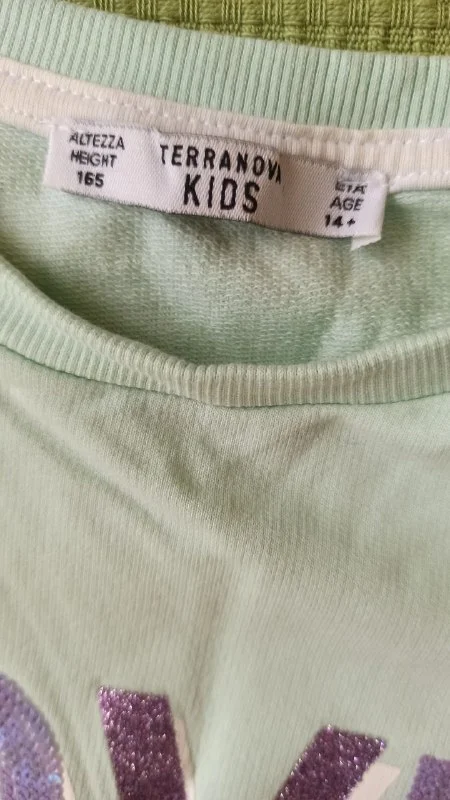 ALTEZZA
HEIGHT
165
TERRANOVA
KIDS
ETA'
AGE
14+